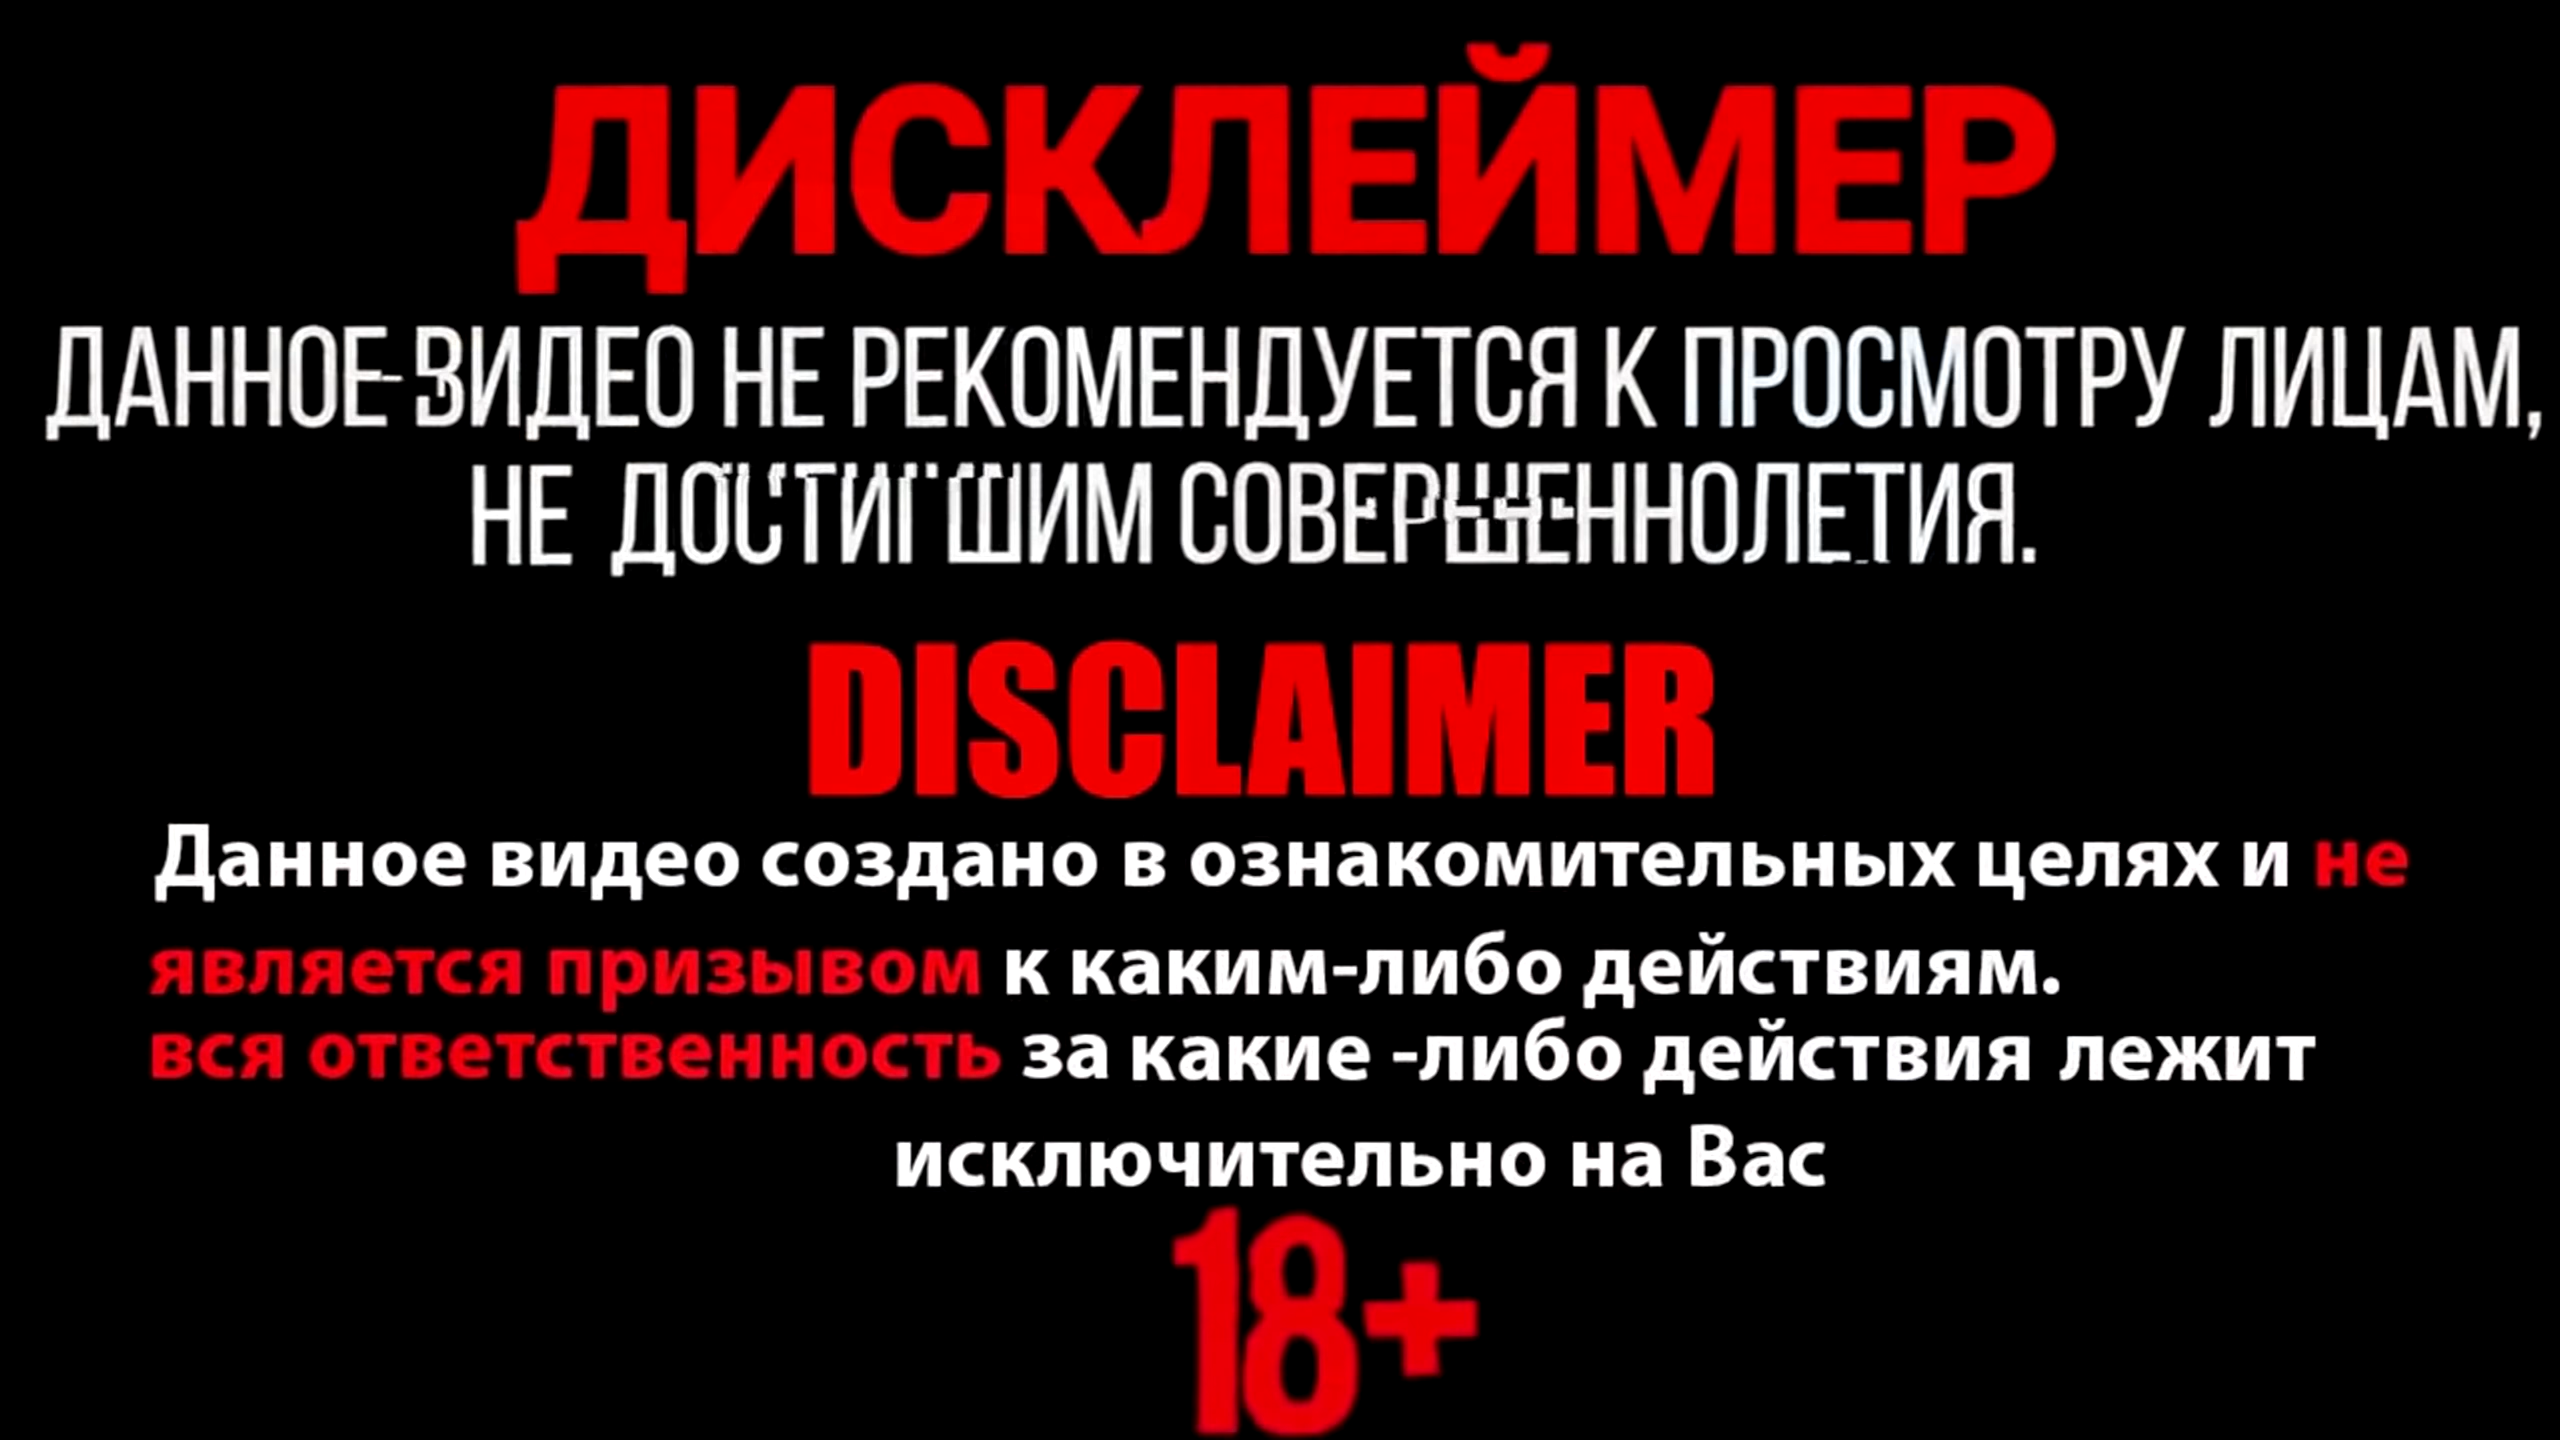 ДИСКЛЕЙМЕР
ДАННОЕ ВИДЕО НЕ РЕКОМЕНДУЕТСЯ К ПРОСМОТРУ ЛИЦАМ,
НЕ ДОСТИГШИМ СОВЕРШЕННОЛЕТИЯ.
DISCLAIMER
Данное видео создано в ознакомительных целях и не
является призывом к каким-либо действиям.
вся ответственность за какие -либо действия лежит
исключительно на Вас
18+